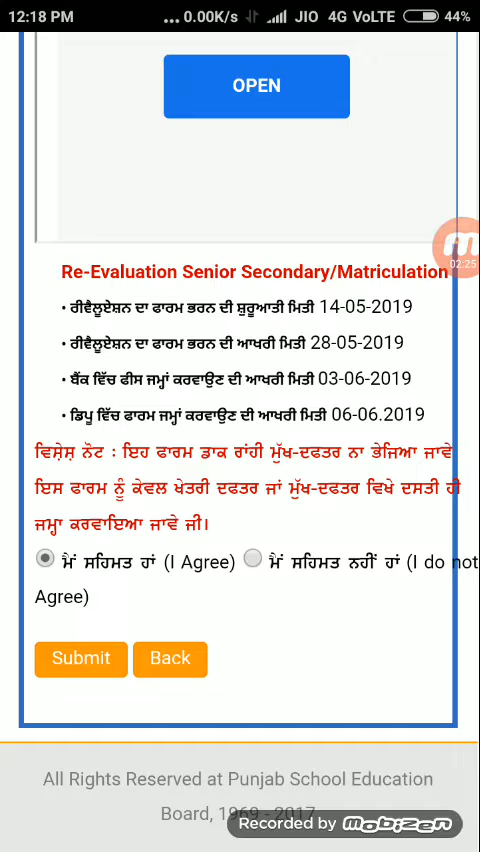 12:18 PM ... 0.00K/s JIO 4G VoLTE 44%
OPEN
02:25
Re-Evaluation Senior Secondary/Matriculation
• ਰੀਵੈਲੂਏਸ਼ਨ ਦਾ ਫਾਰਮ ਭਰਨ ਦੀ ਸ਼ੁਰੂਆਤੀ ਮਿਤੀ 14-05-2019
• ਰੀਵੈਲੂਏਸ਼ਨ ਦਾ ਫਾਰਮ ਭਰਨ ਦੀ ਆਖਰੀ ਮਿਤੀ 28-05-2019
• ਬੈਂਕ ਵਿੱਚ ਫੀਸ ਜਮ੍ਹਾਂ ਕਰਵਾਉਣ ਦੀ ਆਖਰੀ ਮਿਤੀ 03-06-2019
• ਡਿਪੂ ਵਿੱਚ ਫਾਰਮ ਜਮ੍ਹਾਂ ਕਰਵਾਉਣ ਦੀ ਆਖਰੀ ਮਿਤੀ 06-06.2019
ਵਿਸ਼ੇਸ਼ ਨੋਟ : ਇਹ ਫਾਰਮ ਡਾਕ ਰਾਂਹੀ ਮੁੱਖ-ਦਫਤਰ ਨਾ ਭੇਜਿਆ ਜਾਵੇ
ਇਸ ਫਾਰਮ ਨੂੰ ਕੇਵਲ ਖੇਤਰੀ ਦਫਤਰ ਜਾਂ ਮੁੱਖ-ਦਫਤਰ ਵਿਖੇ ਦਸਤੀ ਹੀ
ਜਮ੍ਹਾ ਕਰਵਾਇਆ ਜਾਵੇ ਜੀ।
ਮੈਂ ਸਹਿਮਤ ਹਾਂ (I Agree) ਮੈਂ ਸਹਿਮਤ ਨਹੀਂ ਹਾਂ (I do not
Agree)
Submit Back
All Rights Reserved at Punjab School Education
Board, 1969 - 2017
Recorded by mobizen